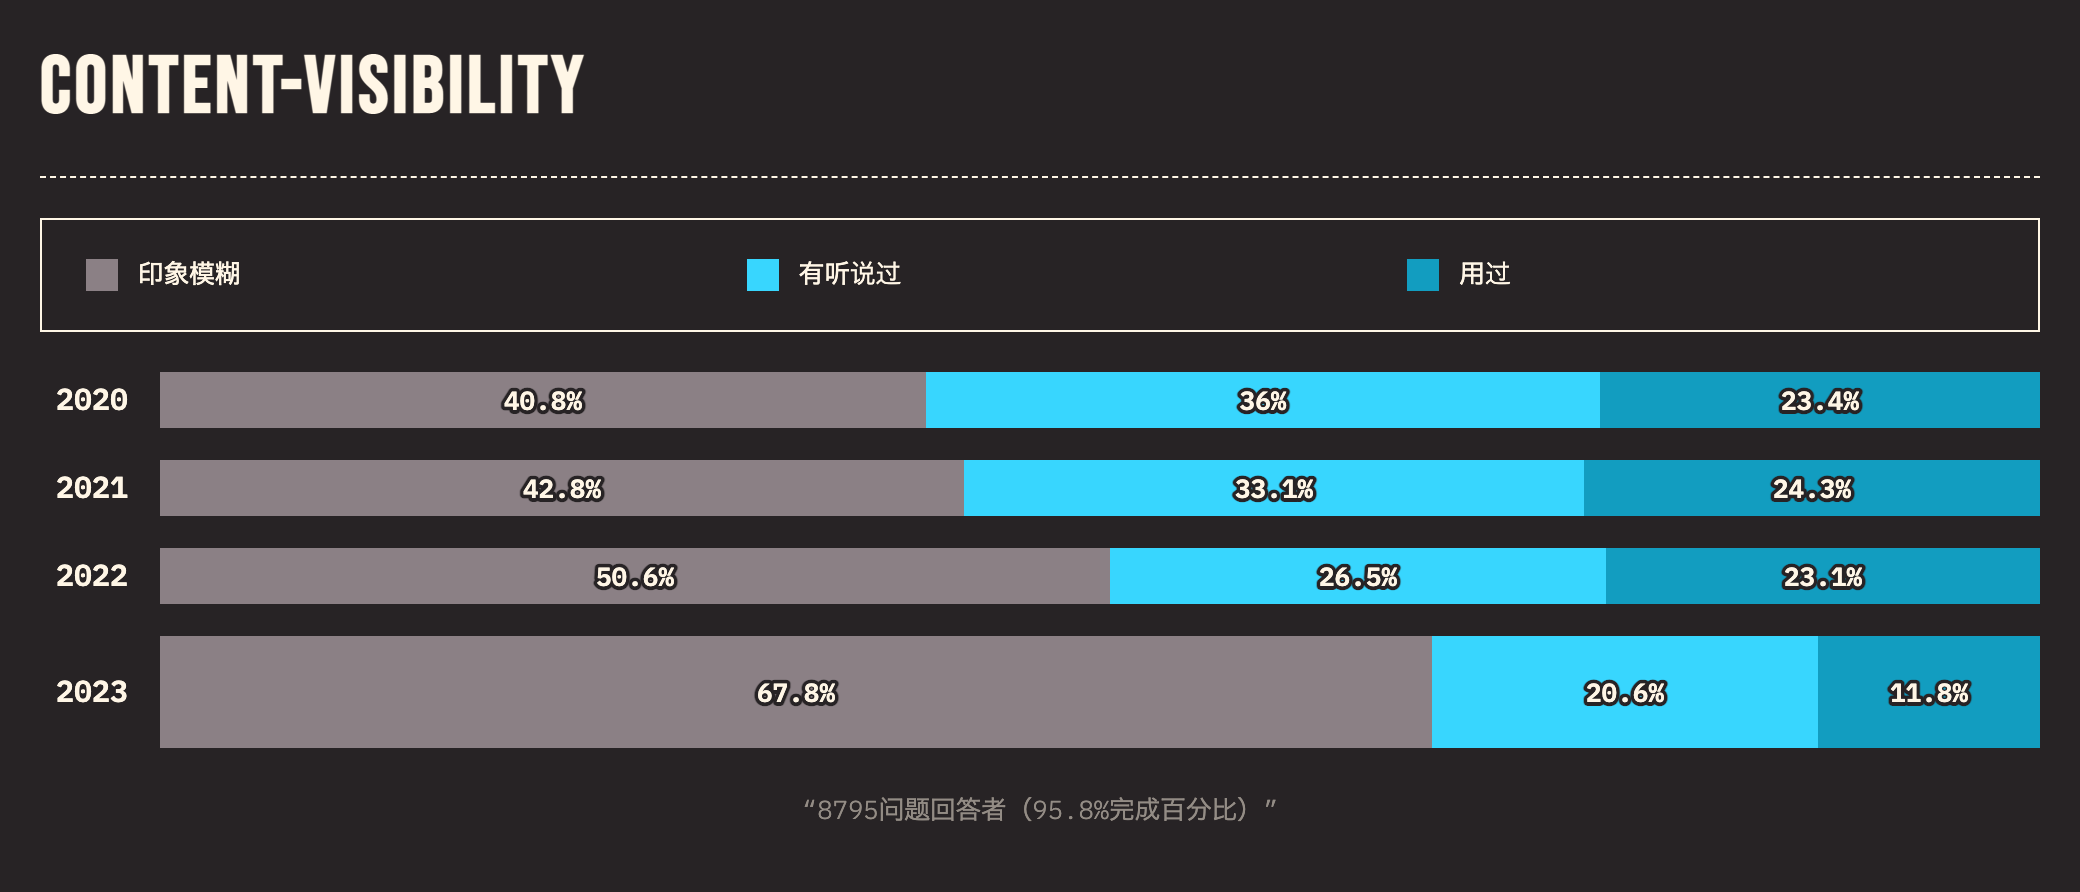 CONTENT-VISIBILITY
印象模糊 有听说过 用过
2020 40.8% 36% 23.4%
2021 42.8% 33.1% 24.3%
2022 50.6% 26.5% 23.1%
2023 67.8% 20.6% 11.8%
“8795问题回答者（95.8%完成百分比）”